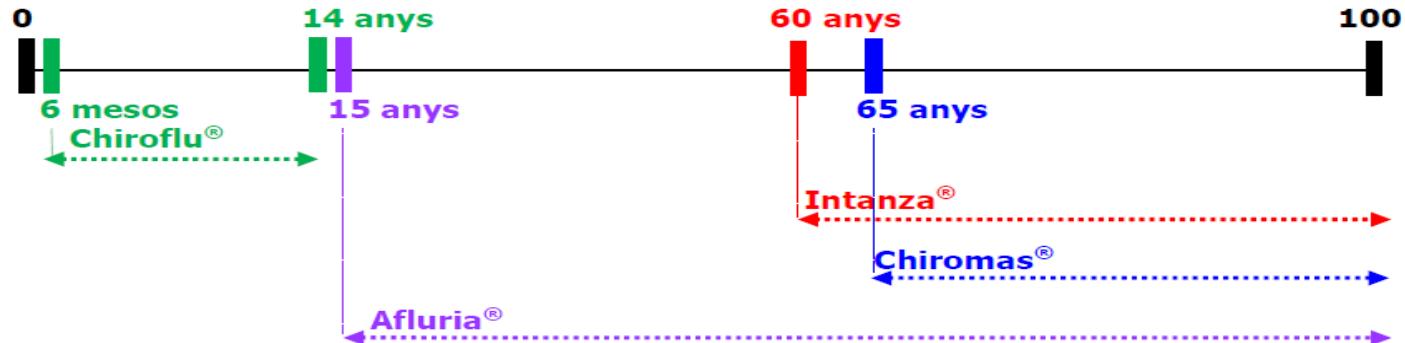 0 14 anys 60 anys 100
6 mesos 15 anys 65 anys
Chiroflu®
Intanza®
Chiromas®
Afluria®